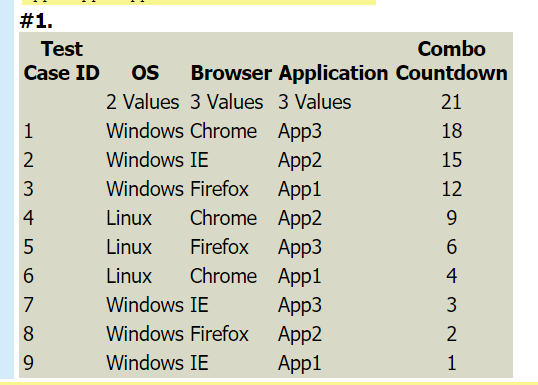 #1.
Test Case ID OS Browser Application Combo Countdown
2 Values 3 Values 3 Values 21
1 Windows Chrome App3 18
2 Windows IE App2 15
3 Windows Firefox App1 12
4 Linux Chrome App2 9
5 Linux Firefox App3 6
6 Linux Chrome App1 4
7 Windows IE App3 3
8 Windows Firefox App2 2
9 Windows IE App1 1